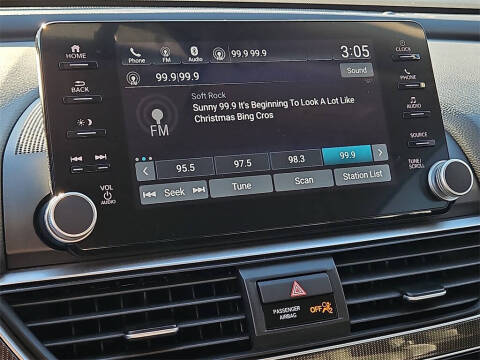 HOME
BACK
VOL
AUDIO
Phone
FM
Audio
99.9 99.9
3:05
99.9|99.9
Sound
FM
Soft Rock
Sunny 99.9 It's Beginning To Look A Lot Like
Christmas Bing Cros
95.5 97.5 98.3 99.9
Seek Tune Scan Station List
CLOCK
PHONE
AUDIO
SOURCE
TUNE/
SCROLL
PASSENGER
AIRBAG
OFF